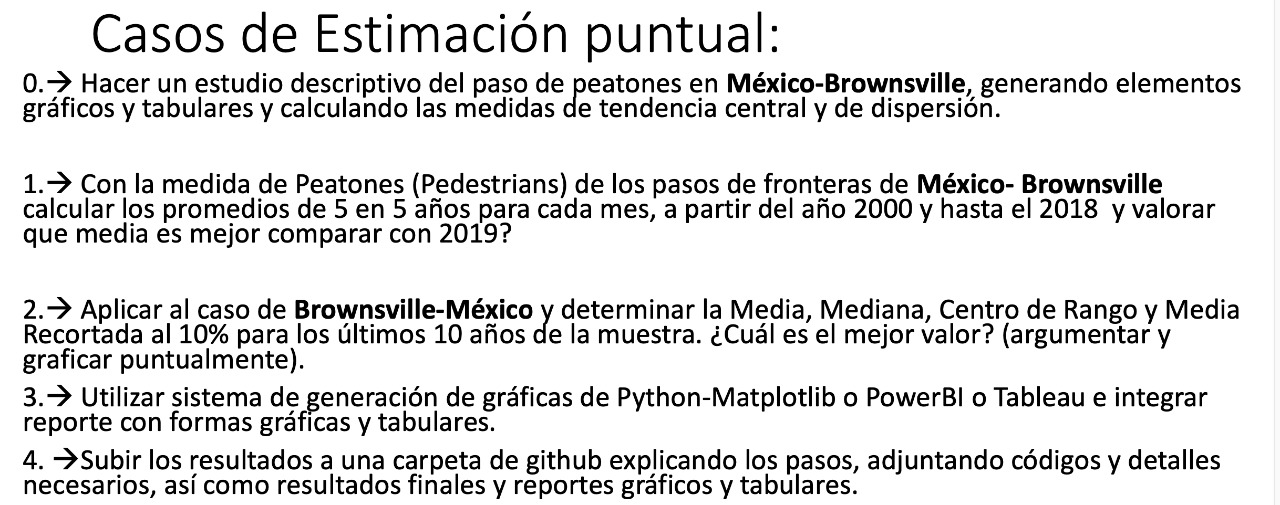 Casos de Estimación puntual:
0.→ Hacer un estudio descriptivo del paso de peatones en México-Brownsville, generando elementos
gráficos y tabulares y calculando las medidas de tendencia central y de dispersión.
1.→ Con la medida de Peatones (Pedestrians) de los pasos de fronteras de México- Brownsville
calcular los promedios de 5 en 5 años para cada mes, a partir del año 2000 y hasta el 2018 y valorar
que media es mejor comparar con 2019?
2.→ Aplicar al caso de Brownsville-México y determinar la Media, Mediana, Centro de Rango y Media
Recortada al 10% para los últimos 10 años de la muestra. ¿Cuál es el mejor valor? (argumentar y
graficar puntualmente).
3.→ Utilizar sistema de generación de gráficas de Python-Matplotlib o PowerBI o Tableau e integrar
reporte con formas gráficas y tabulares.
4. →Subir los resultados a una carpeta de github explicando los pasos, adjuntando códigos y detalles
necesarios, así como resultados finales y reportes gráficos y tabulares.